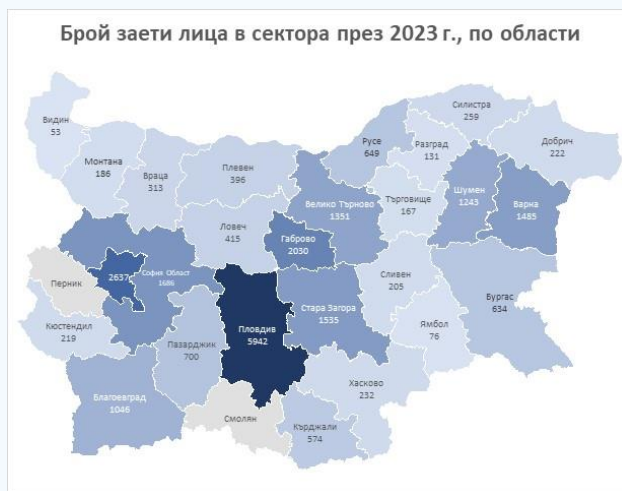 Брой заети лица в сектора през 2023 г., по области
Видин
53
Монтана
186
Враца
313
Плевен
396
Ловеч
415
Русе
649
Силистра
259
Разград
131
Добрич
222
Велико Търново
1351
Търговище
167
Шумен
1243
Варна
1485
Габрово
2030
2637
София Област
1686
Перник
Кюстендил
219
Пазарджик
700
Пловдив
5942
Стара Загора
1535
Сливен
205
Бургас
634
Ямбол
76
Благоевград
1046
Смолян
Хасково
232
Кърджали
574